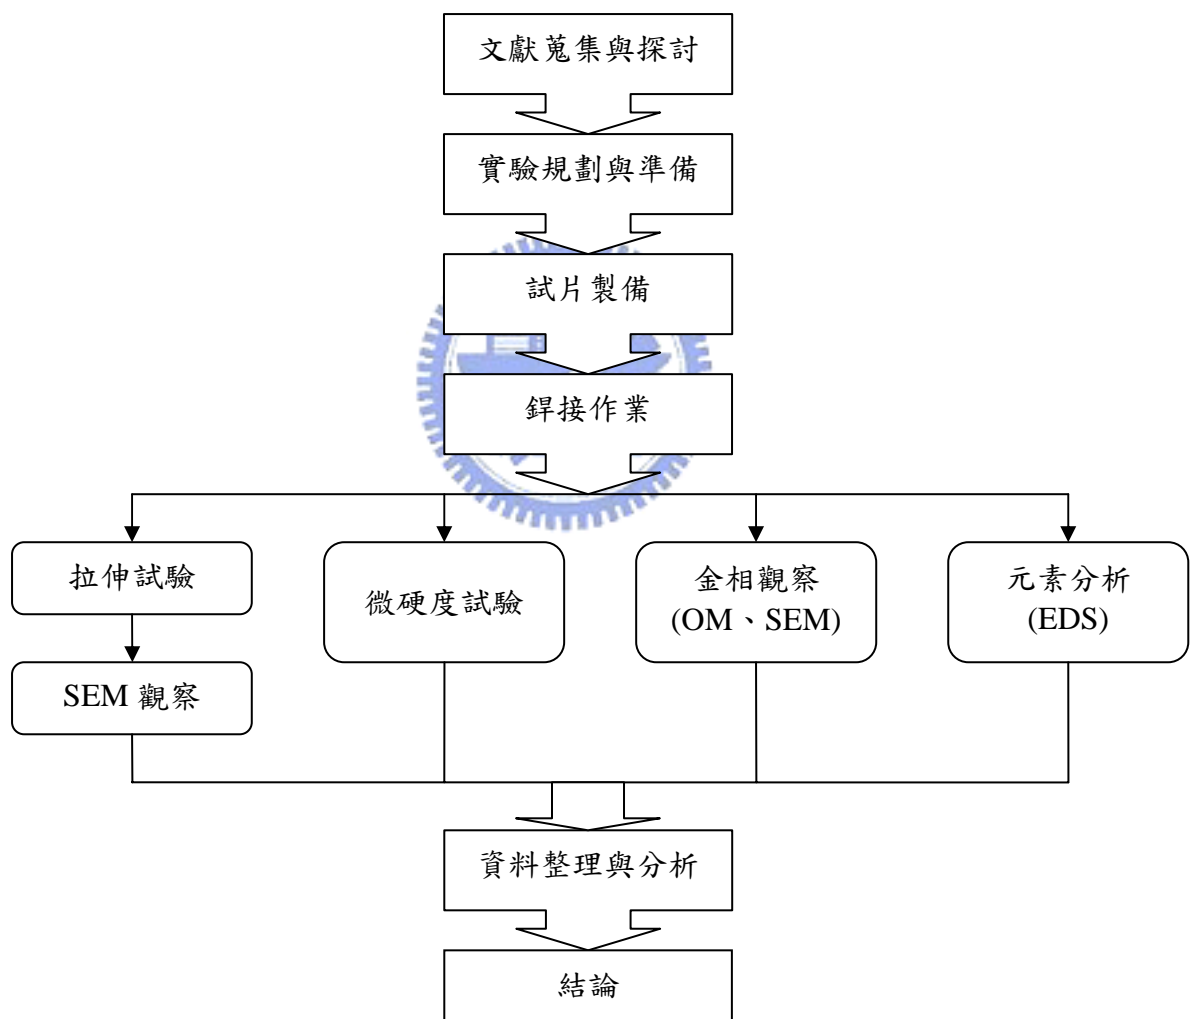 文獻蒐集與探討
實驗規劃與準備
試片製備
銲接作業
拉伸試驗
微硬度試驗
金相觀察
(OM、SEM)
元素分析
(EDS)
SEM 觀察
資料整理與分析
結論